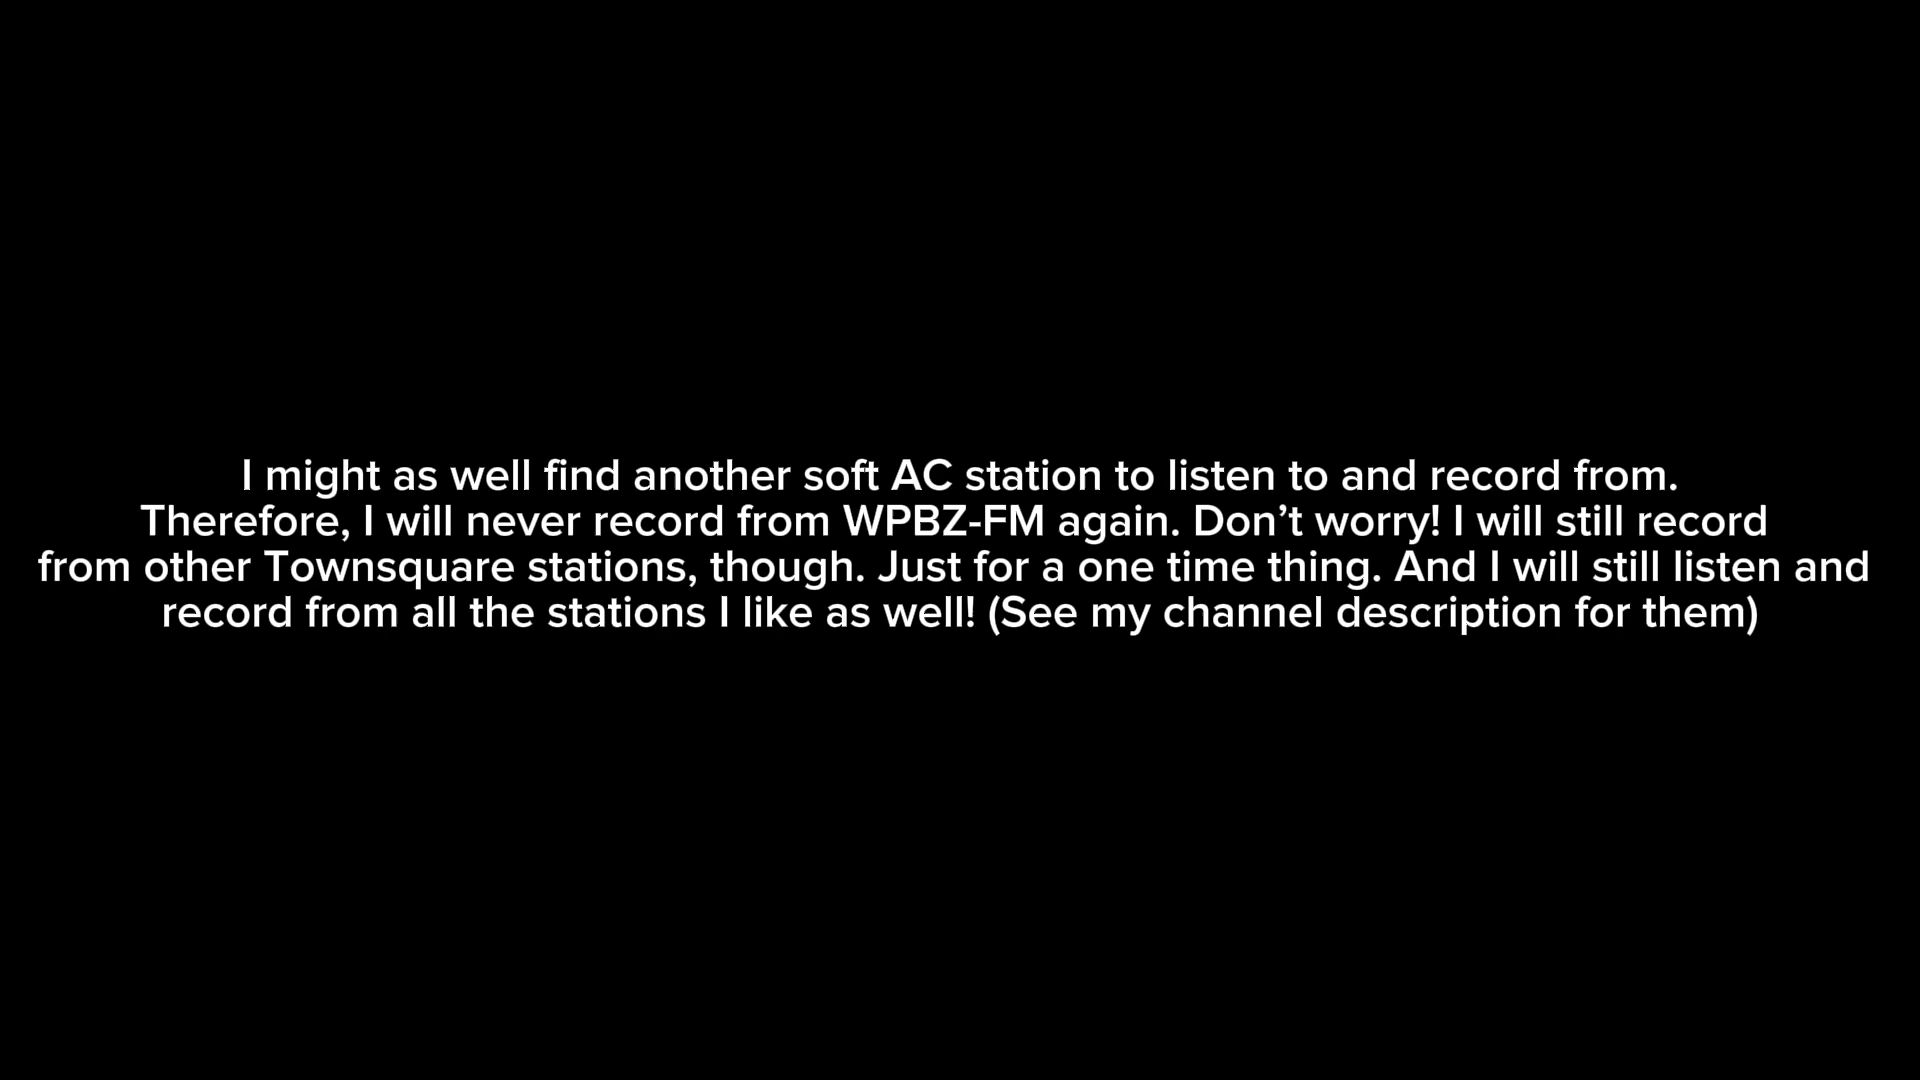 I might as well find another soft AC station to listen to and record from.
Therefore, I will never record from WPBZ-FM again. Don’t worry! I will still record
from other Townsquare stations, though. Just for a one time thing. And I will still listen and
record from all the stations I like as well! (See my channel description for them)